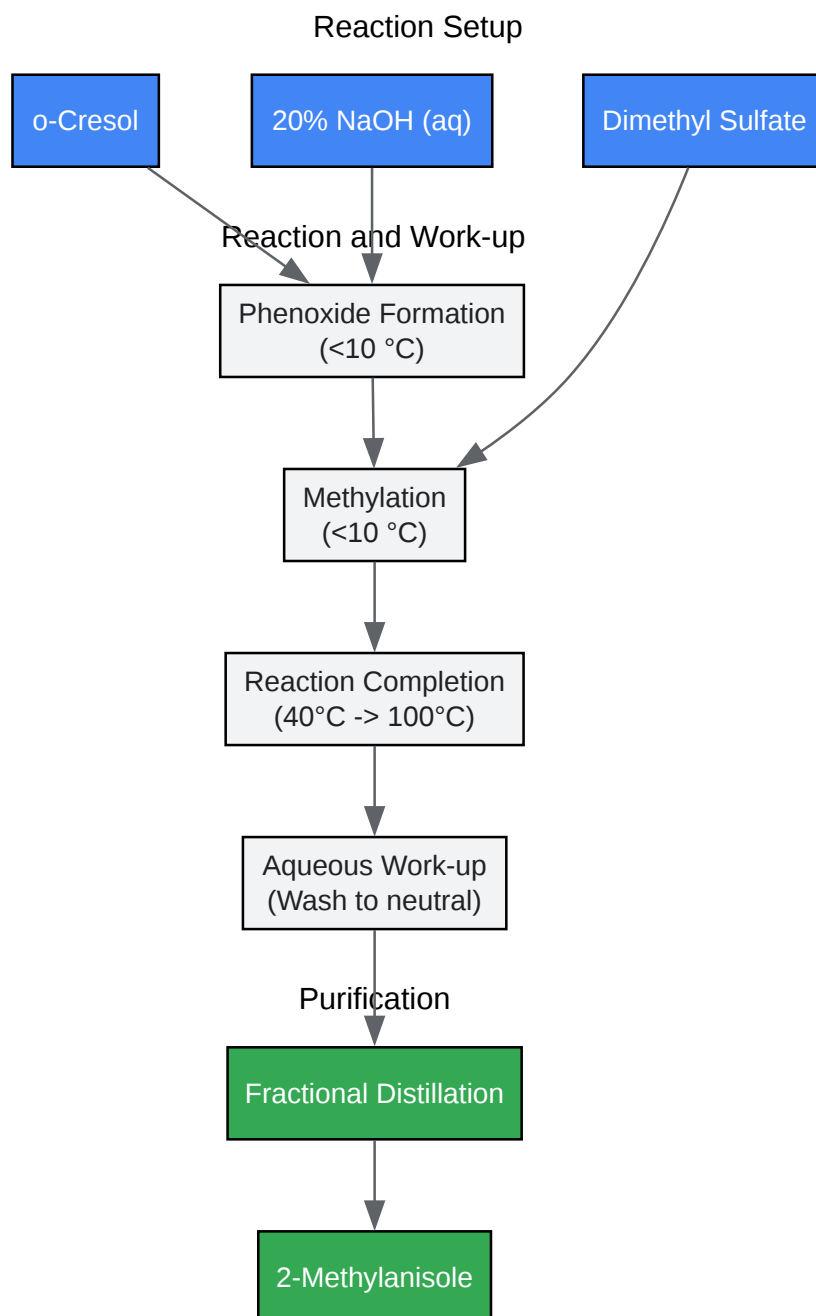 Reaction Setup
o-Cresol
20% NaOH (aq)
Dimethyl Sulfate
Reaction and Work-up
Phenoxide Formation
(<10 °C)
Methylation
(<10 °C)
Reaction Completion
(40°C -> 100°C)
Aqueous Work-up
(Wash to neutral)
Purification
Fractional Distillation
2-Methylanisole